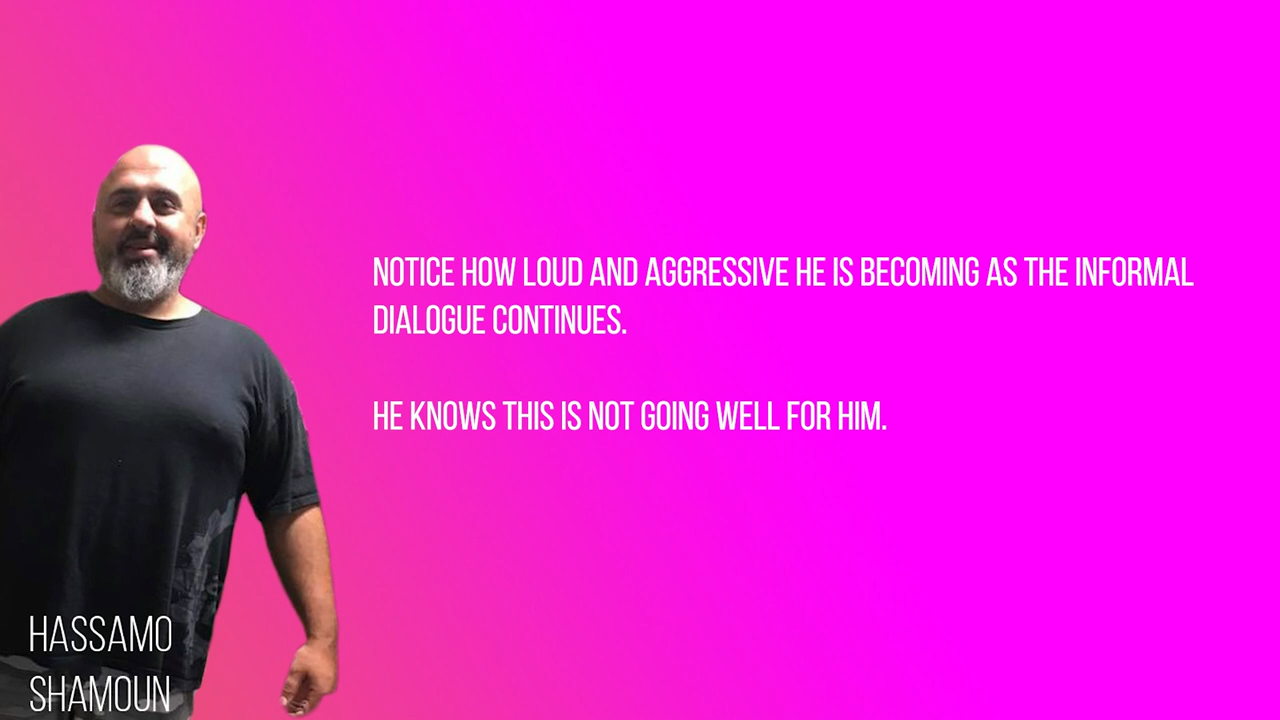 NOTICE HOW LOUD AND AGGRESSIVE HE IS BECOMING AS THE INFORMAL
DIALOGUE CONTINUES.
HE KNOWS THIS IS NOT GOING WELL FOR HIM.
HASSAMO
SHAMOUN